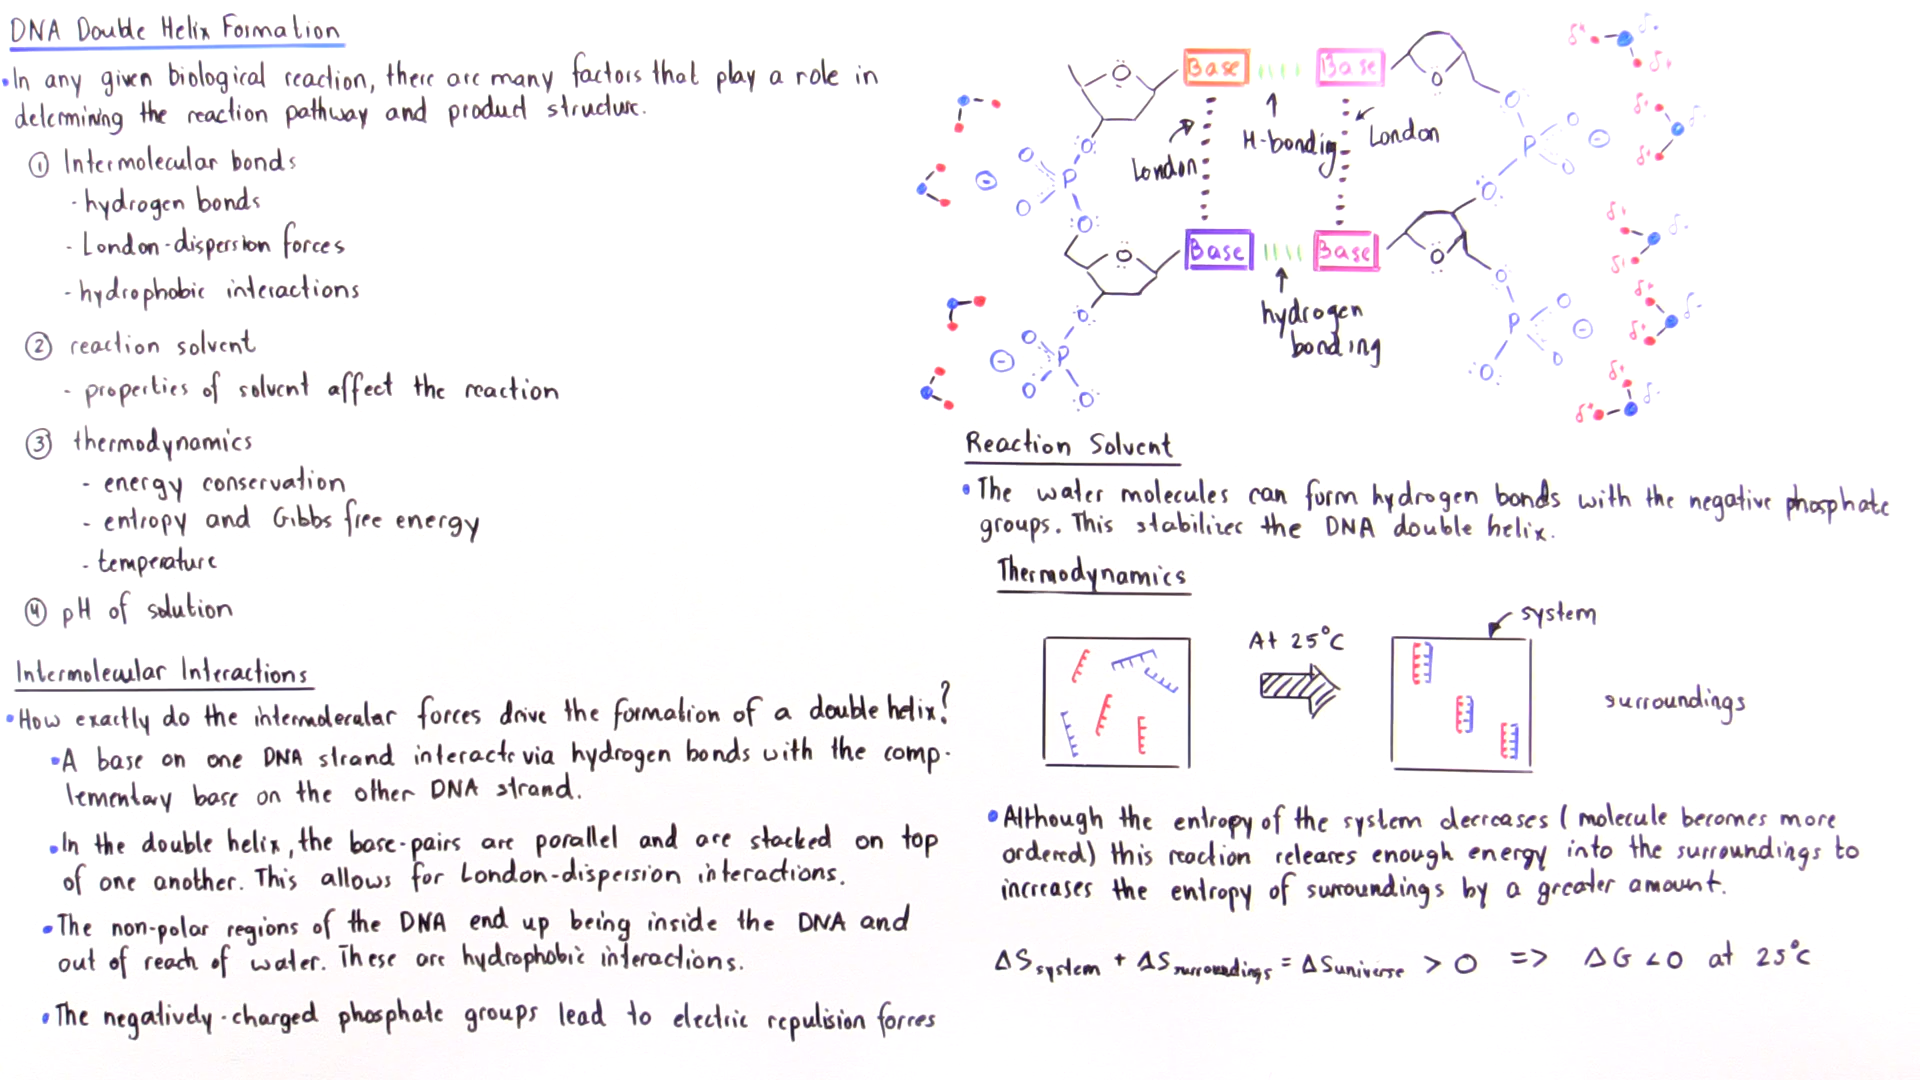 DNA Double Helix Formation
•In any given biological reaction, there are many factors that play a role in
determining the reaction pathway and product structure.
① Intermolecular bonds
- hydrogen bonds
- London-dispersion forces
- hydrophobic interactions
② reaction solvent
- properties of solvent affect the reaction
③ thermodynamics
- energy conservation
- entropy and Gibbs free energy
- temperature
④ pH of solution
Intermolecular Interactions
•How exactly do the intermolecular forces drive the formation of a double helix?
•A base on one DNA strand interacts via hydrogen bonds with the comp-
lementary base on the other DNA strand.
•In the double helix, the base-pairs are parallel and are stacked on top
of one another. This allows for London-dispersion interactions.
•The non-polar regions of the DNA end up being inside the DNA and
out of reach of water. These are hydrophobic interactions.
•The negatively-charged phosphate groups lead to electric repulsion forces
Base Base
London H-bonding London
Base Base
hydrogen
bonding
O O
O P O O ⊖
O O
O P O O ⊖
O O
O P O O ⊖
O O
O P O O ⊖
O O
δ+ δ- δ+
δ+ δ- δ+
δ+ δ- δ+
δ+ δ- δ+
δ+ δ- δ+
Reaction Solvent
•The water molecules can form hydrogen bonds with the negative phosphate
groups. This stabilizes the DNA double helix.
Thermodynamics
At 25°C
system
surroundings
•Although the entropy of the system decreases (molecule becomes more
ordered) this reaction releases enough energy into the surroundings to
increases the entropy of surroundings by a greater amount.
ΔSsystem + ΔSsurroundings = ΔSuniverse > 0 => ΔG < 0 at 25°C